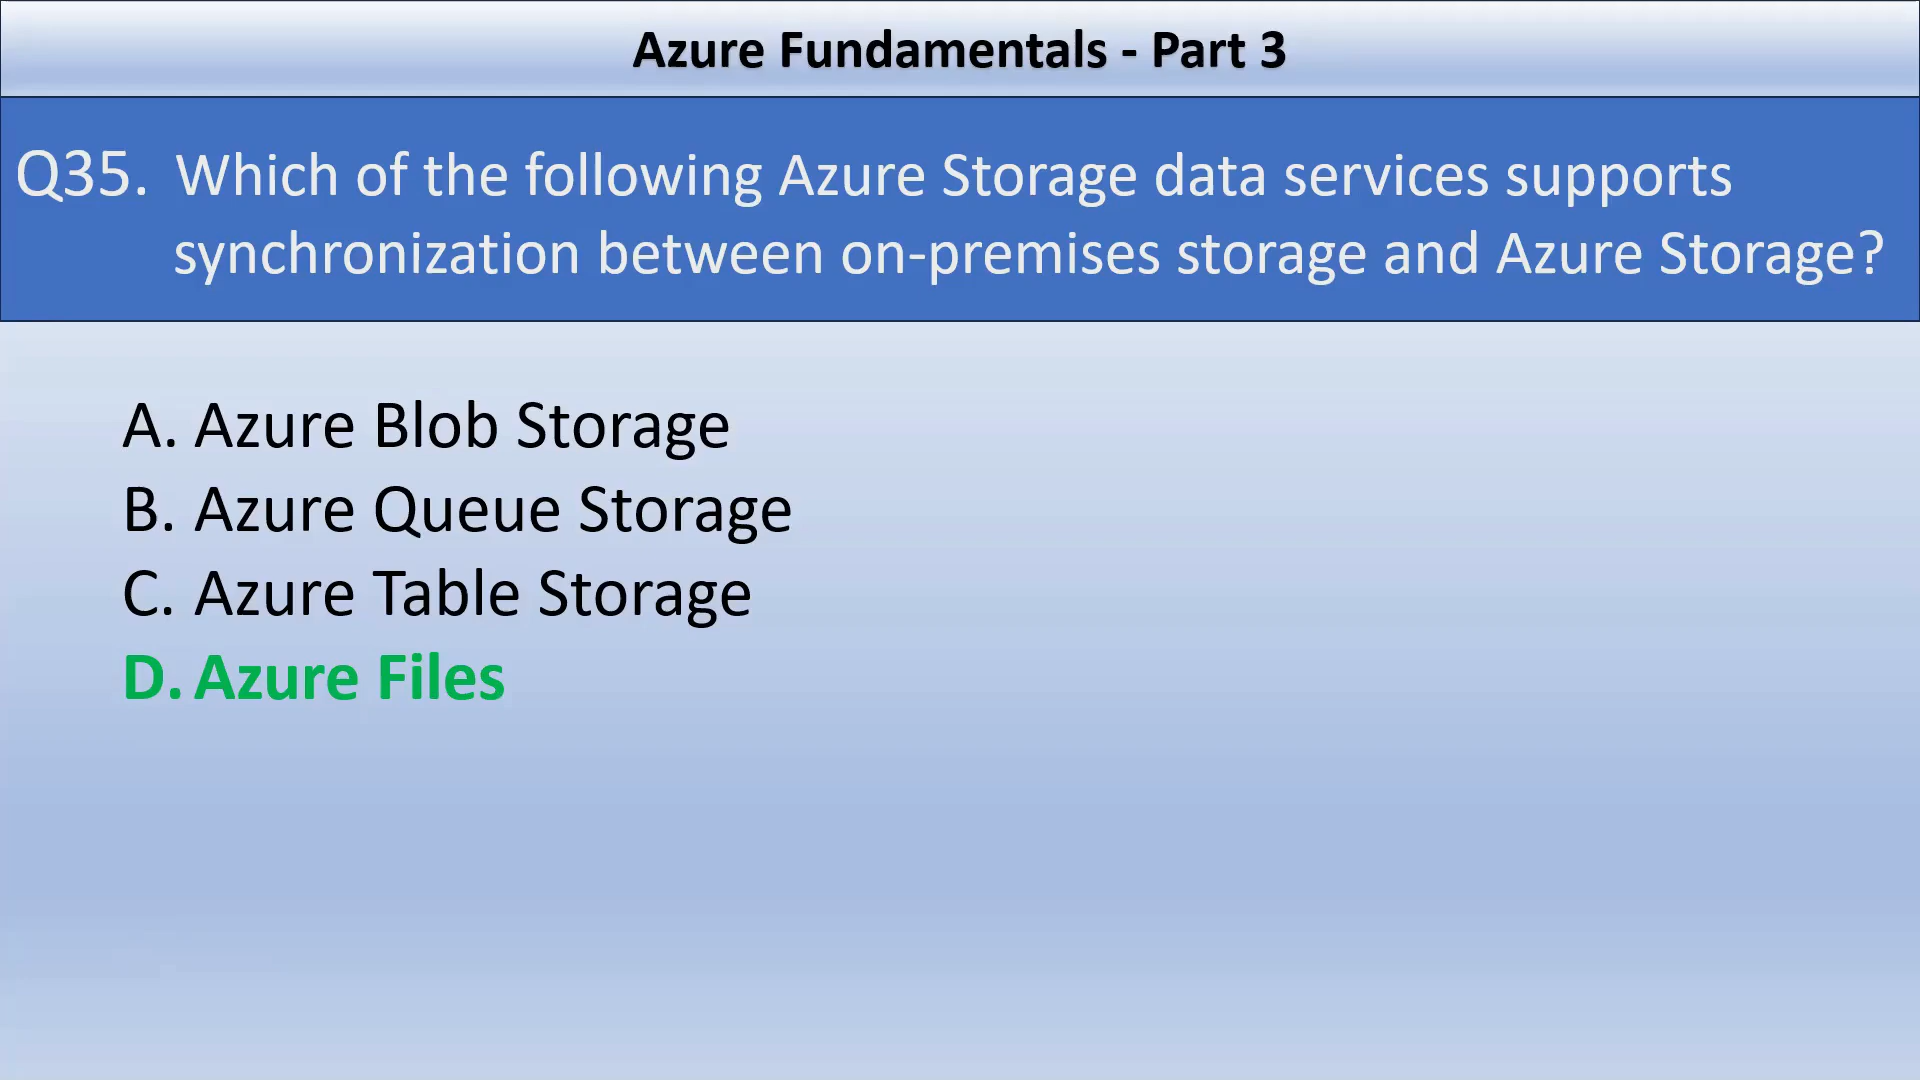 Azure Fundamentals - Part 3
Q35. Which of the following Azure Storage data services supports
synchronization between on-premises storage and Azure Storage?
A. Azure Blob Storage
B. Azure Queue Storage
C. Azure Table Storage
D. Azure Files